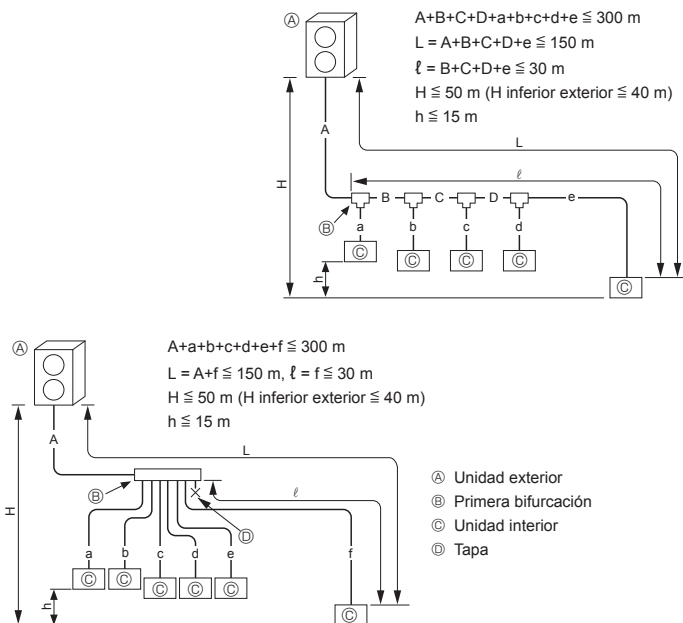 Ⓐ
A+B+C+D+a+b+c+d+e ≦ 300 m
L = A+B+C+D+e ≦ 150 m
ℓ = B+C+D+e ≦ 30 m
H ≦ 50 m (H inferior exterior ≦ 40 m)
h ≦ 15 m
A
L
H
ℓ
B C D e
Ⓑ
a b c d
Ⓒ Ⓒ Ⓒ Ⓒ
h
Ⓒ
Ⓐ
A+a+b+c+d+e+f ≦ 300 m
L = A+f ≦ 150 m, ℓ = f ≦ 30 m
H ≦ 50 m (H inferior exterior ≦ 40 m)
h ≦ 15 m
A
L
H
Ⓑ
ℓ
Ⓓ
a b c d e f
Ⓒ Ⓒ Ⓒ Ⓒ Ⓒ
h
Ⓒ
Ⓐ Unidad exterior
Ⓑ Primera bifurcación
Ⓒ Unidad interior
Ⓓ Tapa